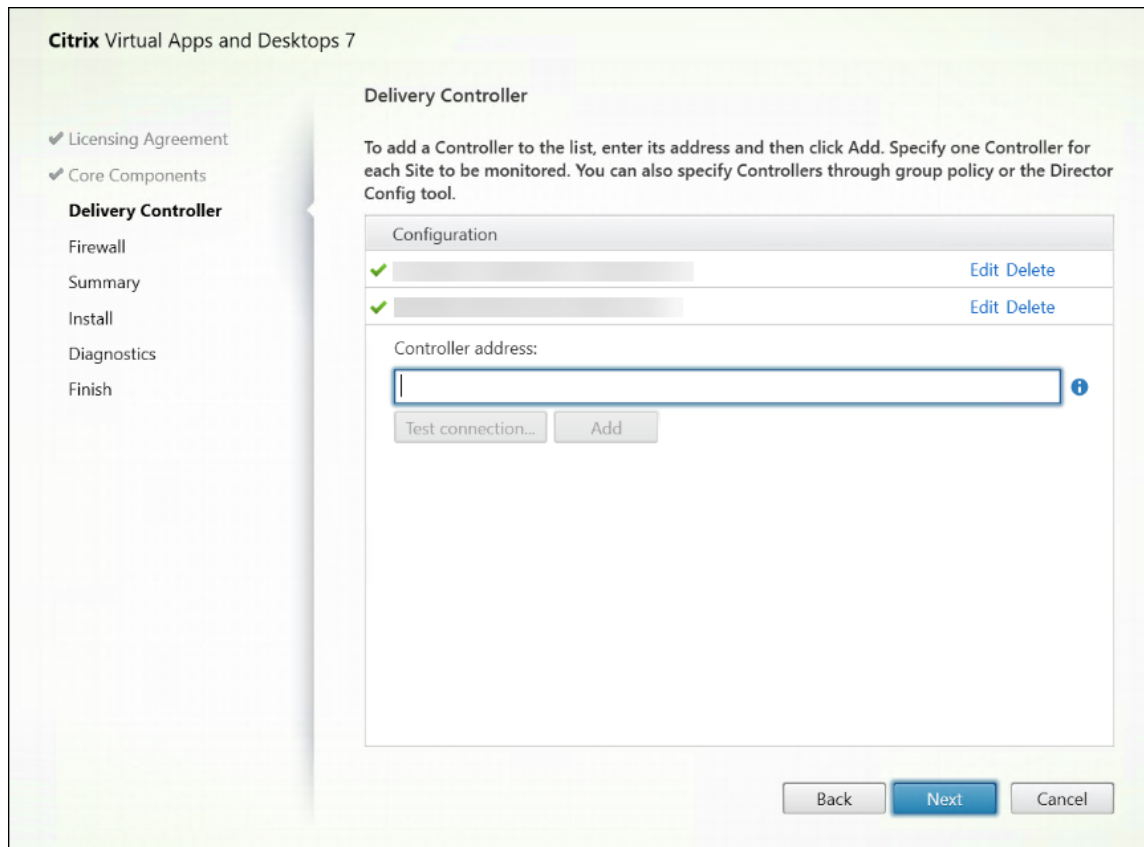 Citrix Virtual Apps and Desktops 7
Delivery Controller
Licensing Agreement
Core Components
Delivery Controller
Firewall
Summary
Install
Diagnostics
Finish
To add a Controller to the list, enter its address and then click Add. Specify one Controller for
each Site to be monitored. You can also specify Controllers through group policy or the Director
Config tool.
Configuration
Edit Delete
Edit Delete
Controller address:
Test connection... Add
Back Next Cancel